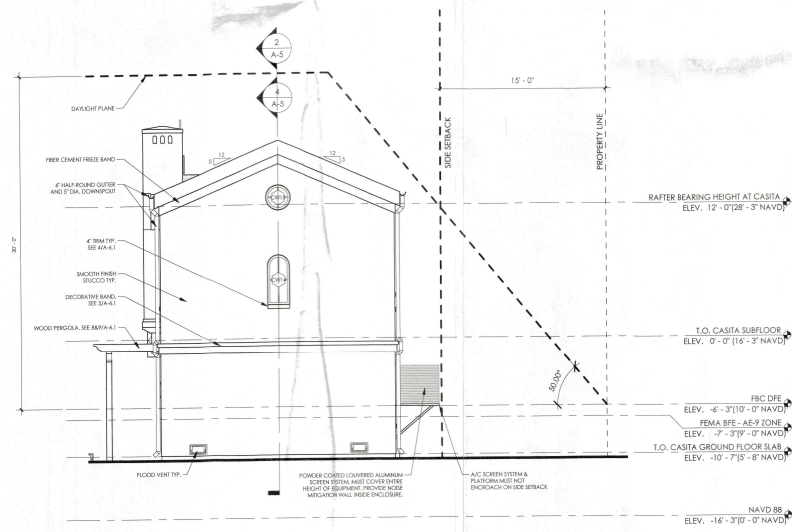 2
A-5
4
A-5
15' - 0"
DAYLIGHT PLANE
SIDE SETBACK
PROPERTY LINE
FIBER CEMENT FRIEZE BAND
12
5
12
5
6" HALF-ROUND GUTTER
AND 5" DIA. DOWNSPOUT
30' - 0"
4" TRIM TYP.
SEE 4/A-6.1
SMOOTH FINISH
STUCCO TYP.
DECORATIVE BAND,
SEE 5/A-6.1
WOOD PERGOLA, SEE 8&9/A-6.1
50.00°
RAFTER BEARING HEIGHT AT CASITA
ELEV. 12' - 0"(28' - 3" NAVD)
T.O. CASITA SUBFLOOR
ELEV. 0' - 0" (16' - 3" NAVD)
FBC DFE
ELEV. -6' - 3"(10' - 0" NAVD)
FEMA BFE - AE-9 ZONE
ELEV. -7' - 3"(9' - 0" NAVD)
T.O. CASITA GROUND FLOOR SLAB
ELEV. -10' - 7"(5' - 8" NAVD)
FLOOD VENT TYP.
POWDER COATED LOUVERED ALUMINUM
SCREEN SYSTEM, MUST COVER ENTIRE
HEIGHT OF EQUIPMENT. PROVIDE NOISE
MITIGATION WALL INSIDE ENCLOSURE.
A/C SCREEN SYSTEM &
PLATFORM MUST NOT
ENCROACH ON SIDE SETBACK
NAVD 88
ELEV. -16' - 3"(0' - 0" NAVD)